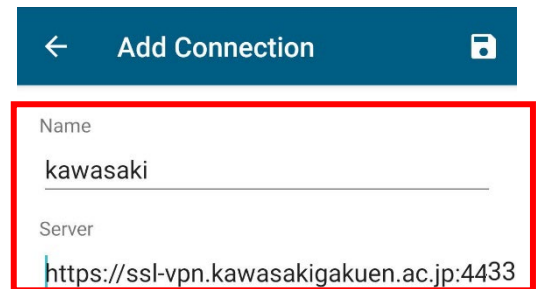 Add Connection
Name
kawasaki
Server
https://ssl-vpn.kawasakigakuen.ac.jp:4433